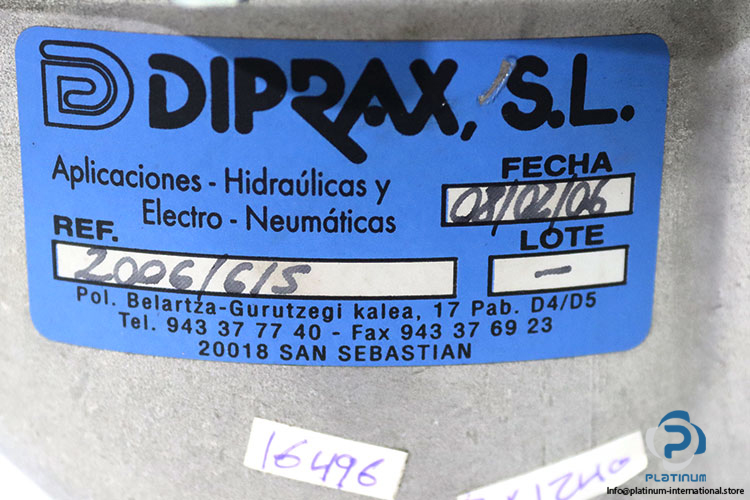 DIPRAX, S.L.
Aplicaciones - Hidraúlicas y
Electro - Neumáticas
FECHA
08/02/06
REF.
2006/6/5
LOTE
-
Pol. Belartza-Gurutzegi kalea, 17 Pab. D4/D5
Tel. 943 37 77 40 - Fax 943 37 69 23
20018 SAN SEBASTIAN
16496
PLATINUM
Info@platinum-international.store